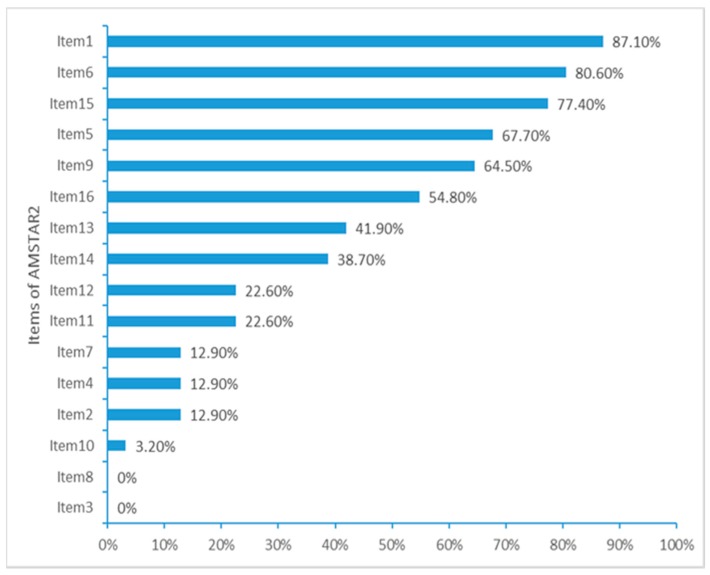 Items of AMSTAR2
Item1 87.10%
Item6 80.60%
Item15 77.40%
Item5 67.70%
Item9 64.50%
Item16 54.80%
Item13 41.90%
Item14 38.70%
Item12 22.60%
Item11 22.60%
Item7 12.90%
Item4 12.90%
Item2 12.90%
Item10 3.20%
Item8 0%
Item3 0%
0% 10% 20% 30% 40% 50% 60% 70% 80% 90% 100%